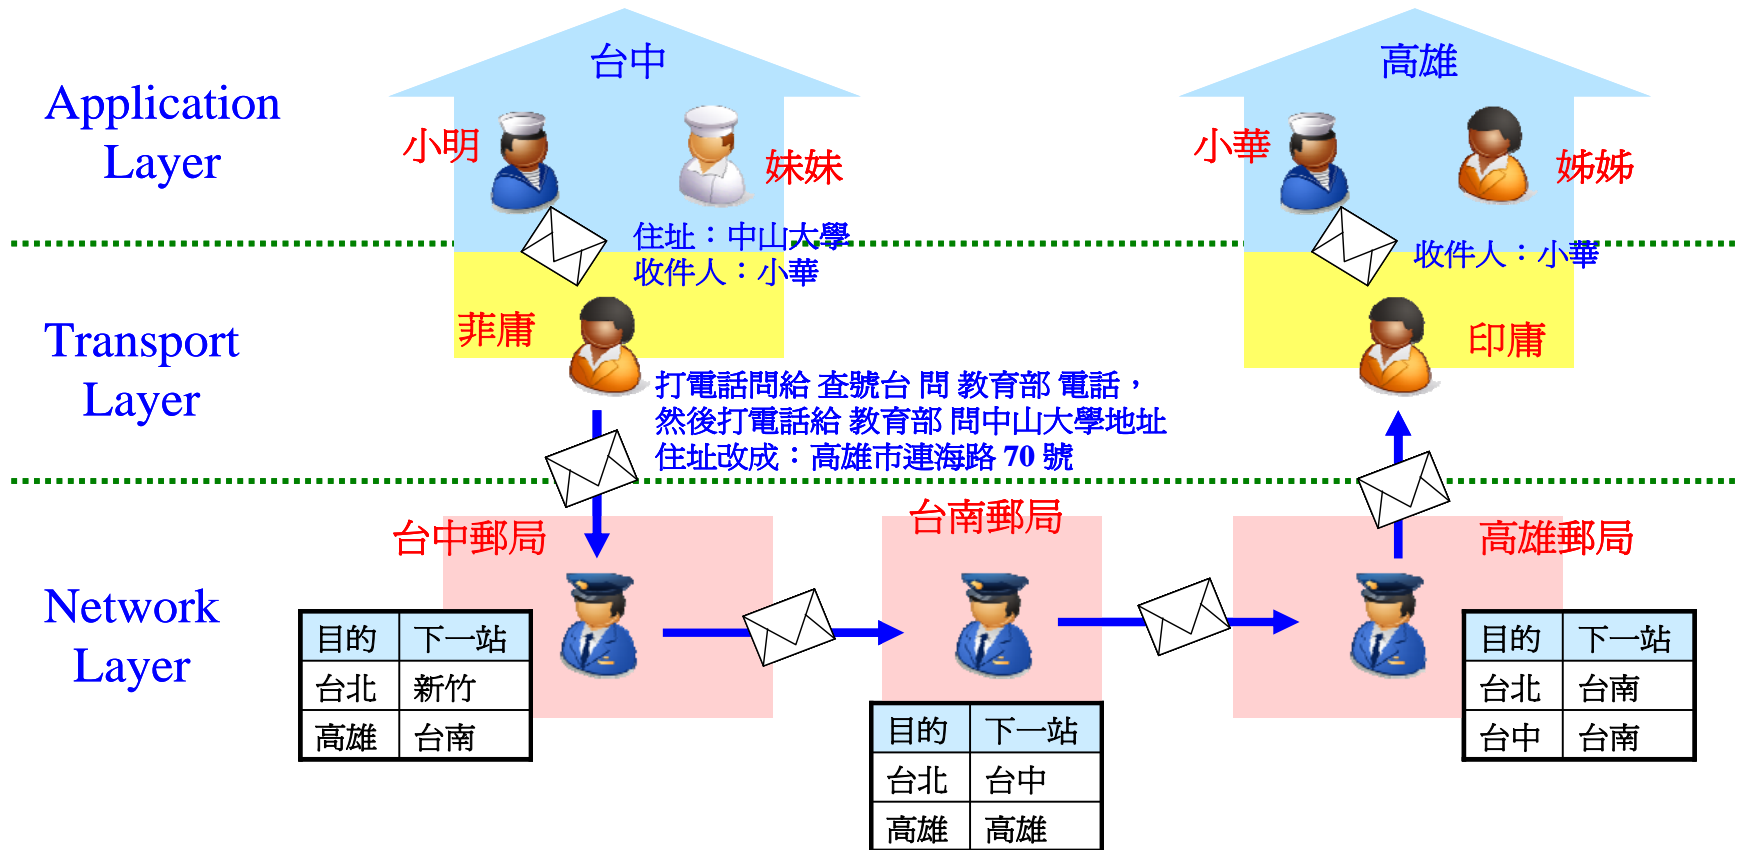 台中
高雄
Application
Layer
小明
妹妹
小華
姊姊
住址：中山大學
收件人：小華
收件人：小華
Transport
Layer
菲庸
印庸
打電話問給 查號台 問 教育部 電話，
然後打電話給 教育部 問中山大學地址
住址改成：高雄市連海路 70 號
台中郵局
台南郵局
高雄郵局
Network
Layer
目的 下一站
台北 新竹
高雄 台南
目的 下一站
台北 台中
高雄 高雄
目的 下一站
台北 台南
台中 台南